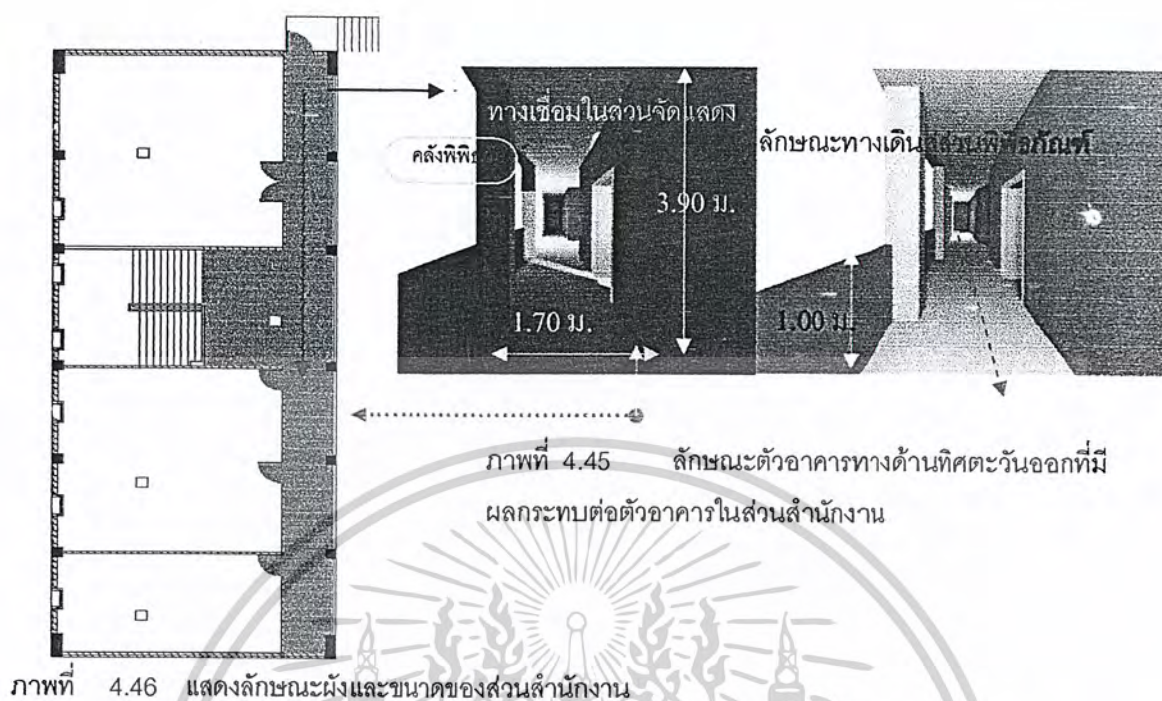 ทางเชื่อมในส่วนจัดแสดง
ลักษณะทางเดินส่วนพิพิธภัณฑ์
3.90 ม.
1.70 ม.
1.00 ม.
ภาพที่ 4.45 ลักษณะตัวอาคารทางด้านทิศตะวันออกที่มี
ผลกระทบต่อตัวอาคารในส่วนสำนักงาน
ภาพที่ 4.46 แสดงลักษณะผังและขนาดของส่วนสำนักงาน